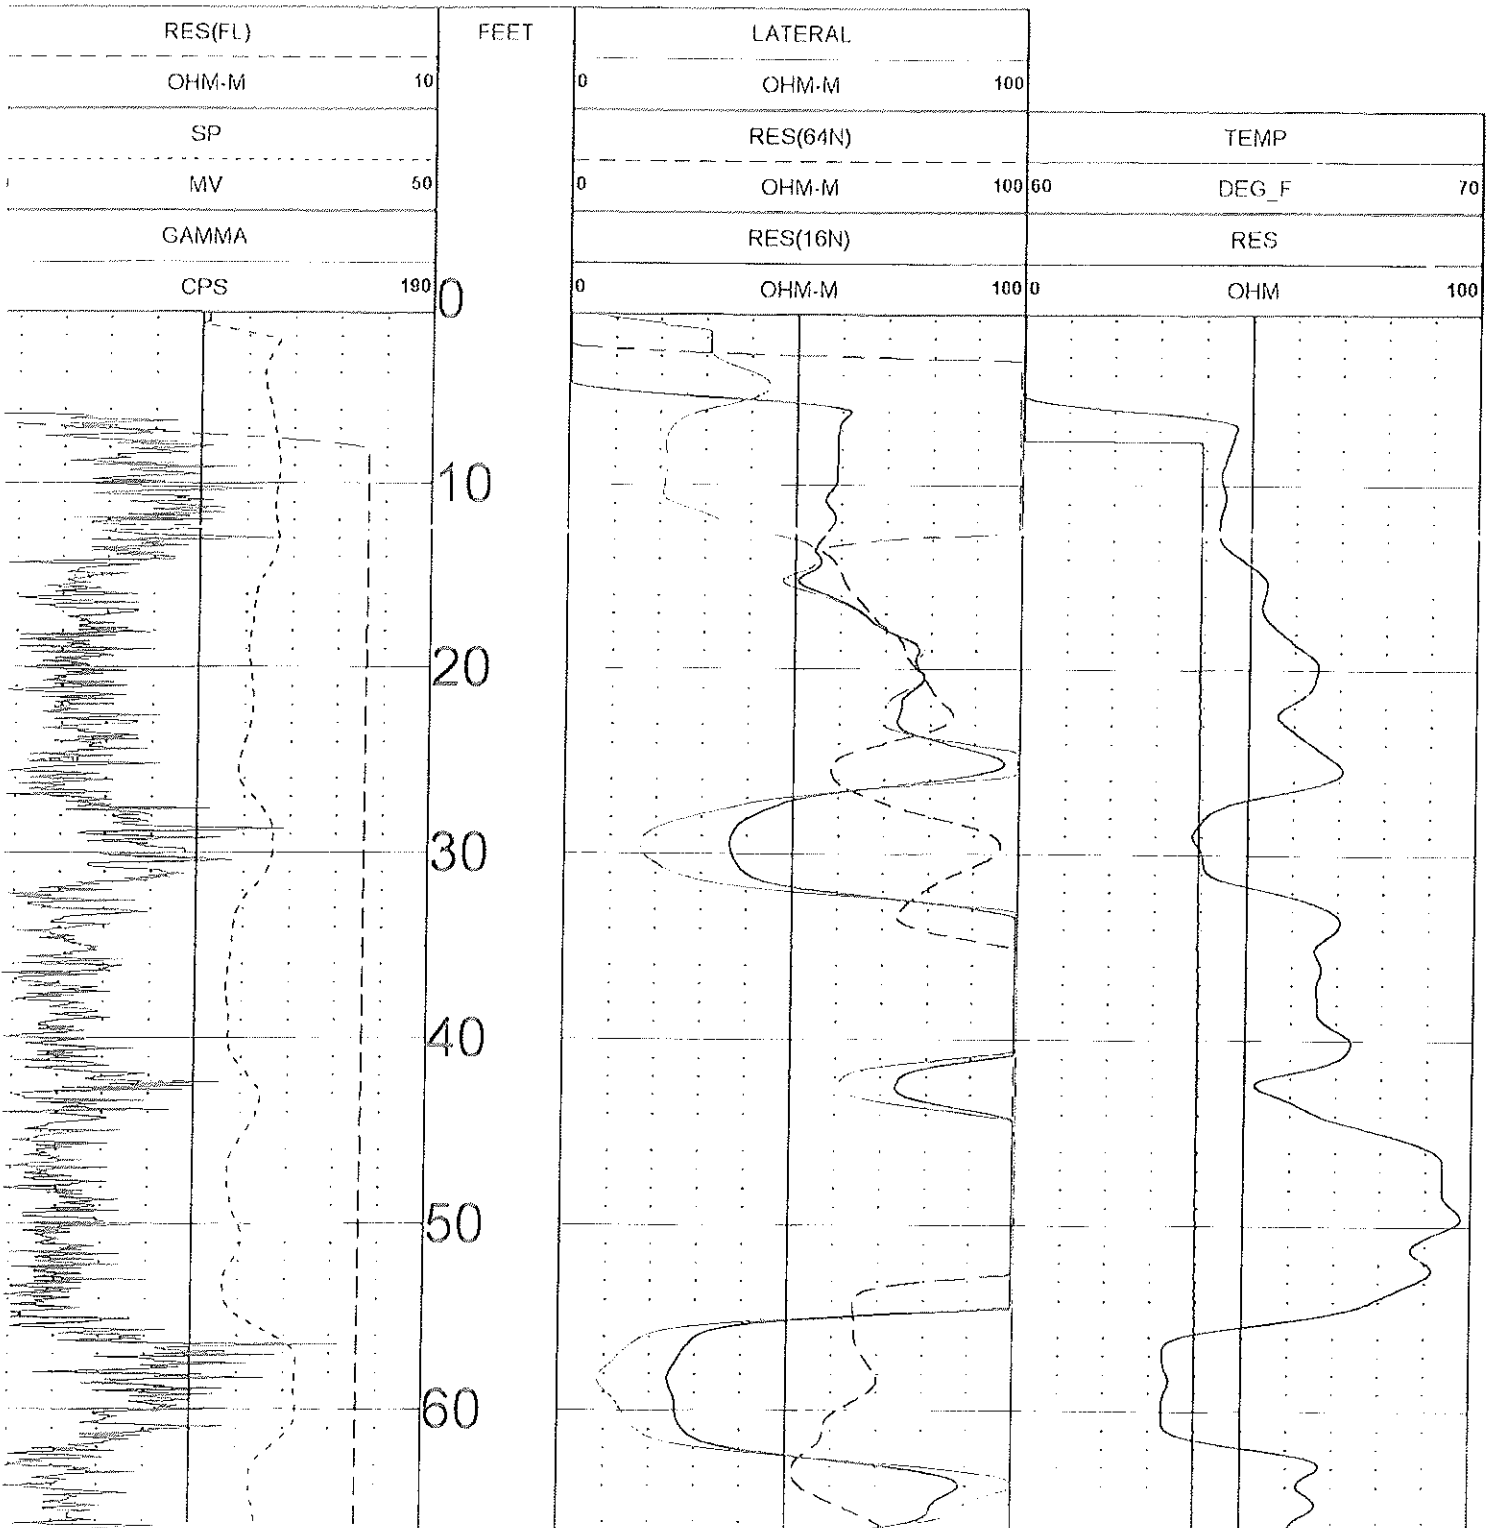 RES(FL) FEET LATERAL
OHM-M 10 0 OHM-M 100
SP RES(64N) TEMP
MV 50 0 OHM-M 100 60 DEG_F 70
GAMMA RES(16N) RES
CPS 190 0 OHM-M 100 0 OHM 100
0
10
20
30
40
50
60